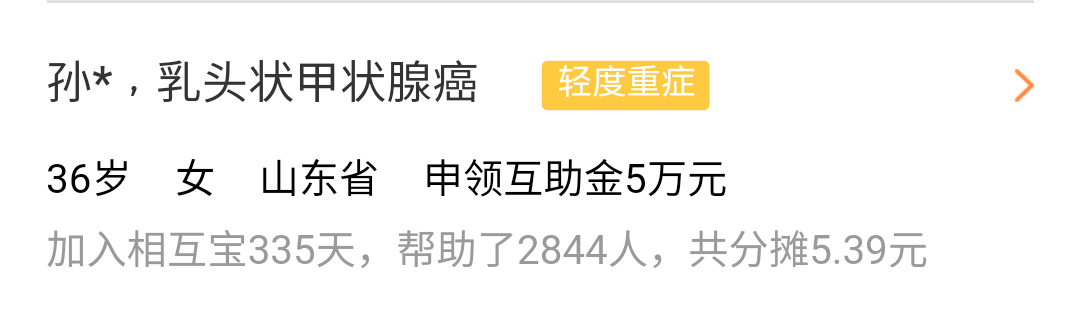 孙*，乳头状甲状腺癌 轻度重症
36岁 女 山东省 申领互助金5万元
加入相互宝335天，帮助了2844人，共分摊5.39元